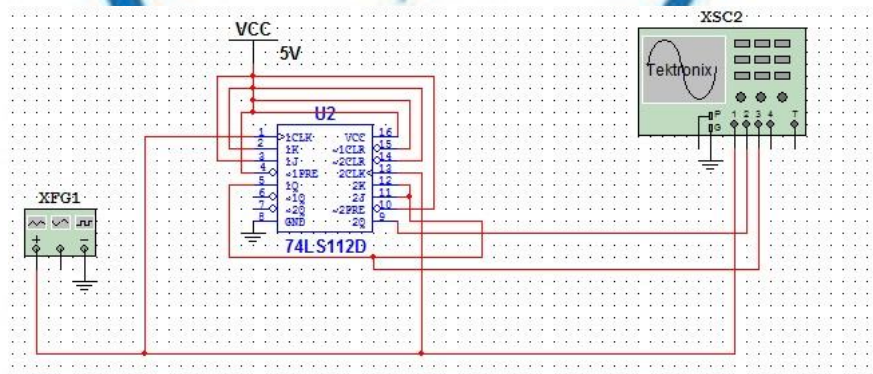 XSC2
VCC
5V
Tektronix
P
G
1 2 3 4 T
U2
1 1CLK VCC 16
2 1K ~1CLR 15
3 1J ~2CLR 14
4 ~1PRE 2CLK 13
5 1Q 2K 12
6 ~1Q 2J 11
7 ~2Q ~2PRE 10
8 GND 2Q 9
74LS112D
XFG1
+ −